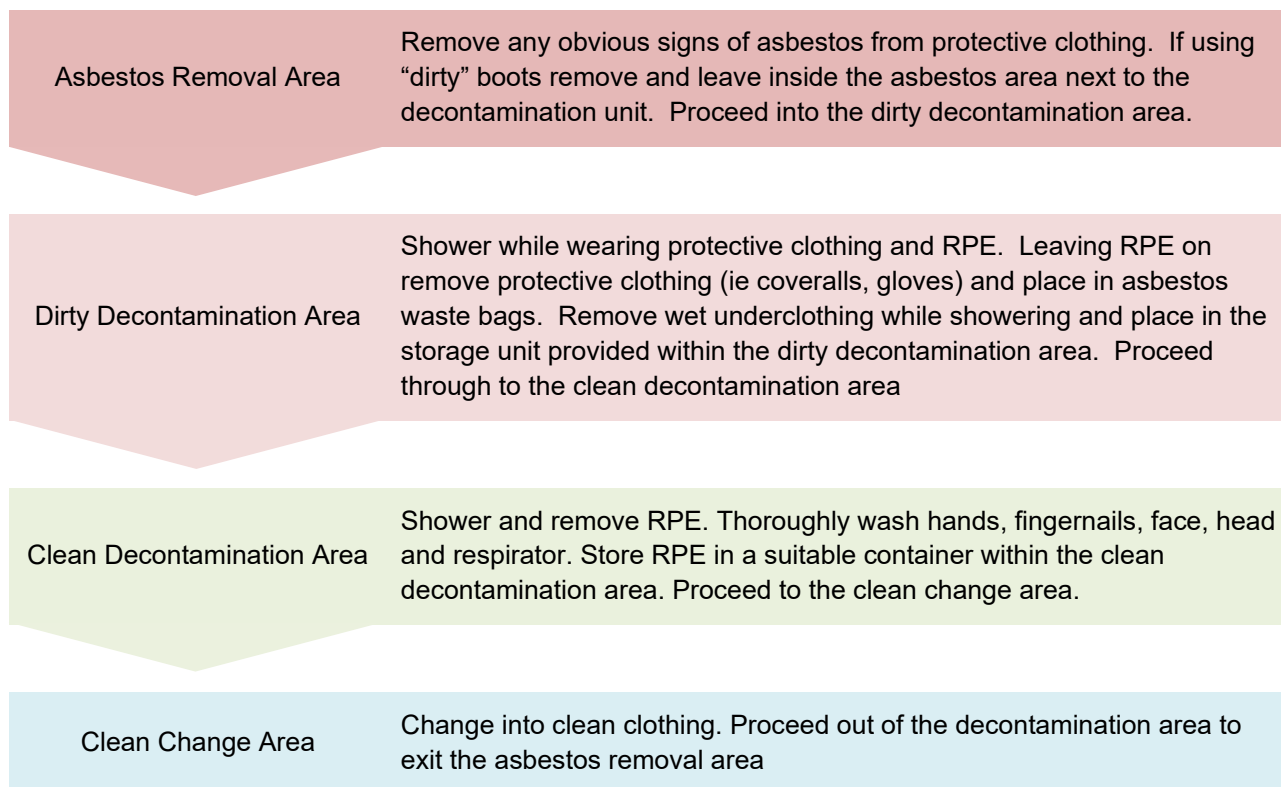 Asbestos Removal Area
Remove any obvious signs of asbestos from protective clothing.  If using
“dirty” boots remove and leave inside the asbestos area next to the
decontamination unit.  Proceed into the dirty decontamination area.
Dirty Decontamination Area
Shower while wearing protective clothing and RPE.  Leaving RPE on
remove protective clothing (ie coveralls, gloves) and place in asbestos
waste bags.  Remove wet underclothing while showering and place in the
storage unit provided within the dirty decontamination area.  Proceed
through to the clean decontamination area
Clean Decontamination Area
Shower and remove RPE. Thoroughly wash hands, fingernails, face, head
and respirator. Store RPE in a suitable container within the clean
decontamination area. Proceed to the clean change area.
Clean Change Area
Change into clean clothing. Proceed out of the decontamination area to
exit the asbestos removal area